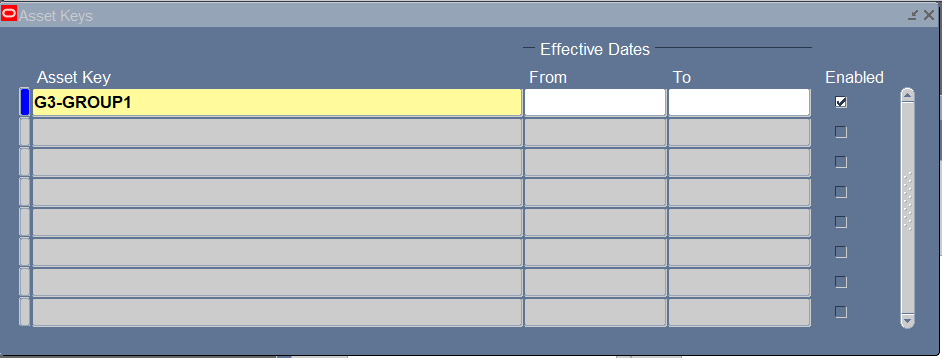 Asset Keys
Effective Dates
Asset Key From To Enabled
G3-GROUP1